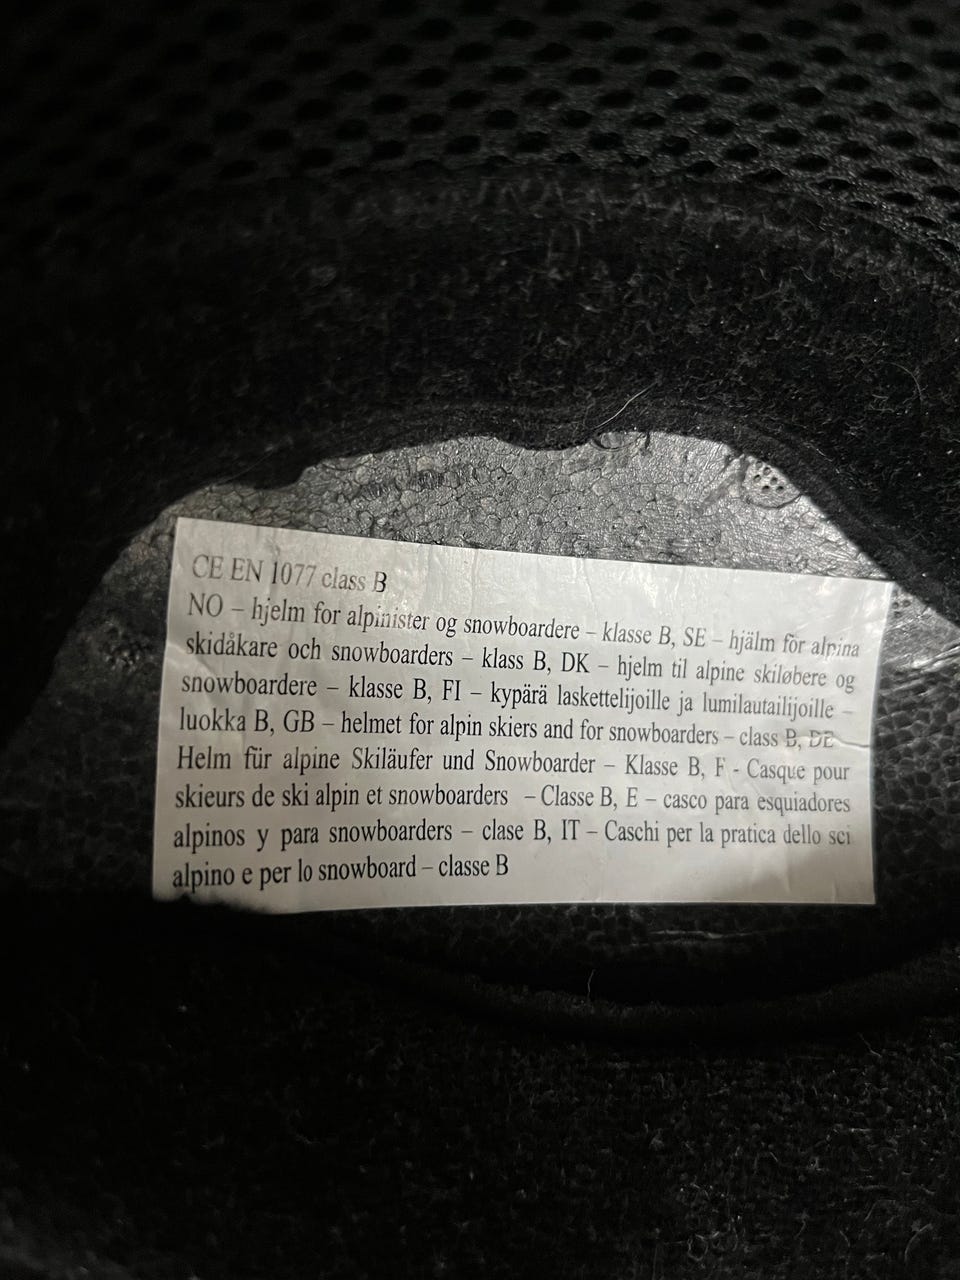 CE EN 1077 class B
NO – hjelm for alpinister og snowboardere – klasse B, SE – hjälm för alpina
skidåkare och snowboarders – klass B, DK – hjelm til alpine skiløbere og
snowboardere – klasse B, FI – kypärä laskettelijoille ja lumilautailijoille –
luokka B, GB – helmet for alpin skiers and for snowboarders – class B, DE
Helm für alpine Skiläufer und Snowboarder – Klasse B, F - Casque pour
skieurs de ski alpin et snowboarders – Classe B, E – casco para esquiadores
alpinos y para snowboarders – clase B, IT – Caschi per la pratica dello sci
alpino e per lo snowboard – classe B